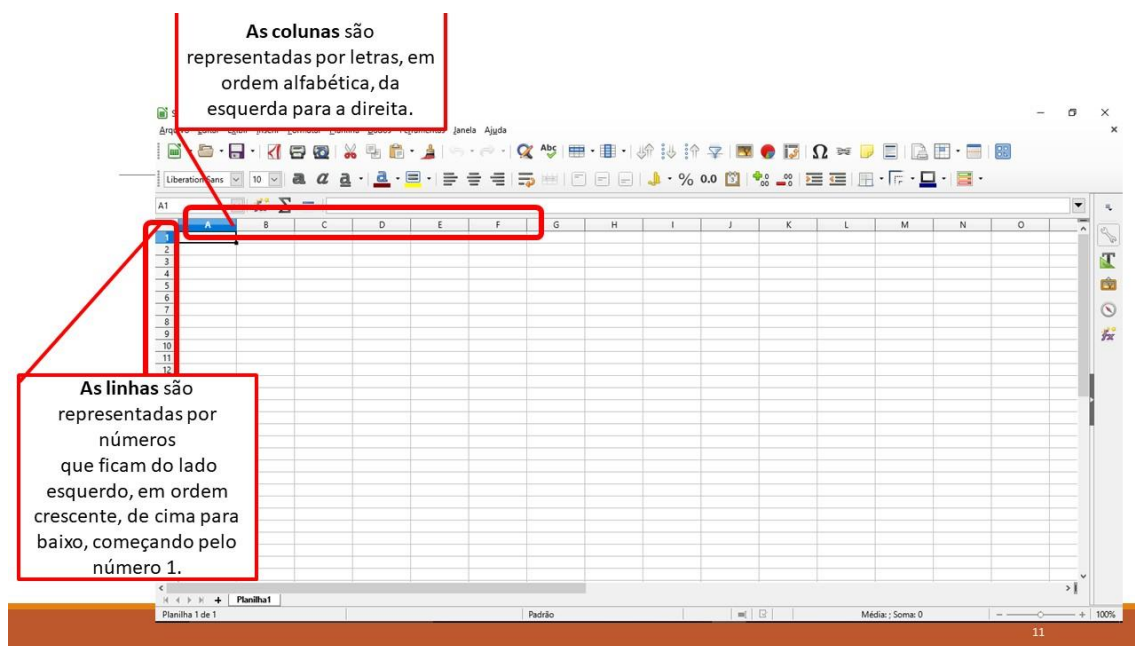 As colunas são
representadas por letras, em
ordem alfabética, da
esquerda para a direita.
Janela Ajuda
Liberation Sans 10
A1
A B C D E F G H I J K L M N O
1
2
3
4
5
6
7
8
9
10
11
12
As linhas são
representadas por
números
que ficam do lado
esquerdo, em ordem
crescente, de cima para
baixo, começando pelo
número 1.
Planilha1
Planilha 1 de 1 Padrão Média: ; Soma: 0 100%
11